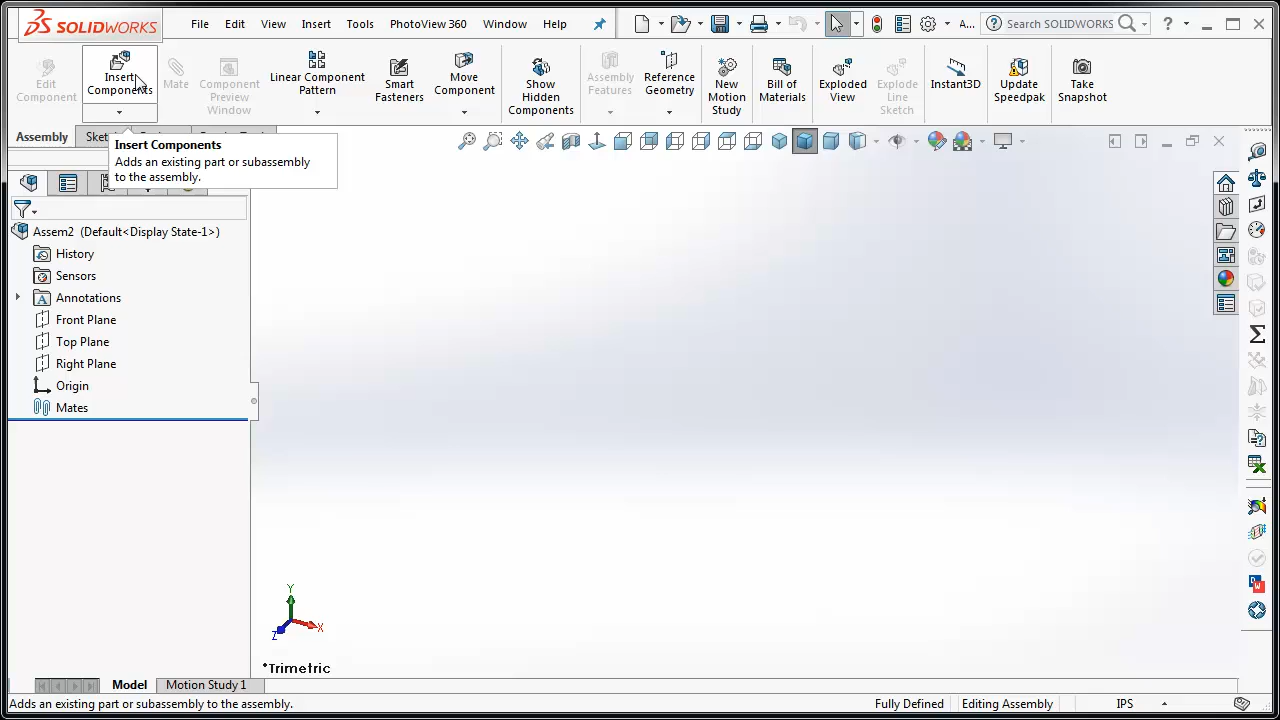 SOLIDWORKS
File Edit View Insert Tools PhotoView 360 Window Help
A...
Search SOLIDWORKS
?
Edit Component
Insert Components
Mate
Component Preview Window
Linear Component Pattern
Smart Fasteners
Move Component
Show Hidden Components
Assembly Features
Reference Geometry
New Motion Study
Bill of Materials
Exploded View
Explode Line Sketch
Instant3D
Update Speedpak
Take Snapshot
Assembly
Insert Components
Adds an existing part or subassembly
to the assembly.
Assem2 (Default<Display State-1>)
History
Sensors
Annotations
Front Plane
Top Plane
Right Plane
Origin
Mates
Y
X
Z
*Trimetric
Model Motion Study 1
Adds an existing part or subassembly to the assembly.
Fully Defined Editing Assembly IPS